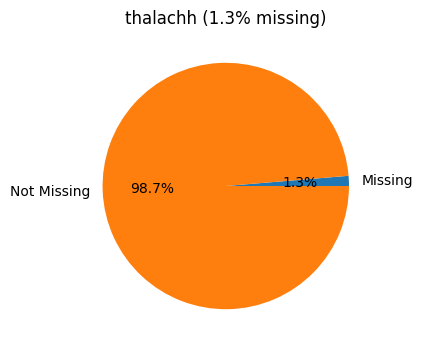 thalachh (1.3% missing)
1.3%
Missing
98.7%
Not Missing